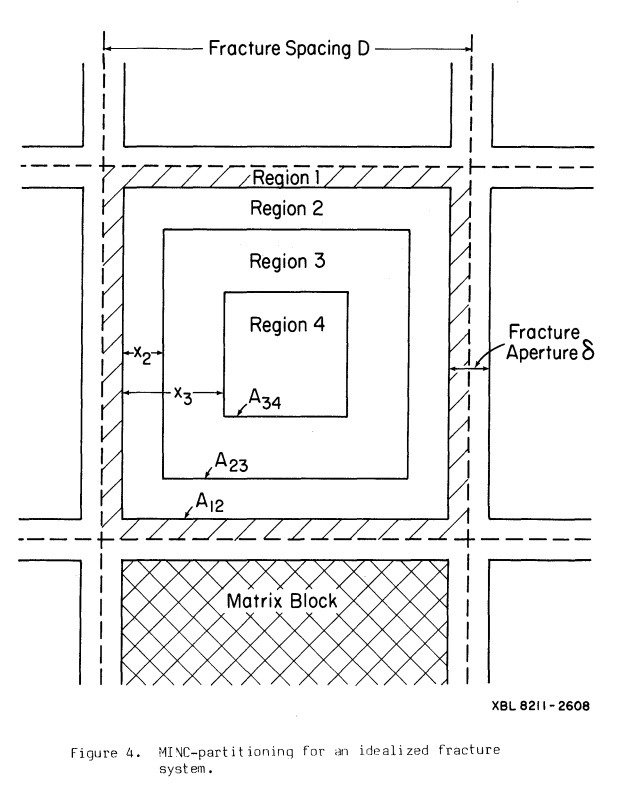 Fracture Spacing D
Region 1
Region 2
Region 3
Region 4
Fracture
Aperture δ
x2
x3
A34
A23
A12
Matrix Block
XBL 8211-2608
Figure 4. MINC-partitioning for an idealized fracture
system.